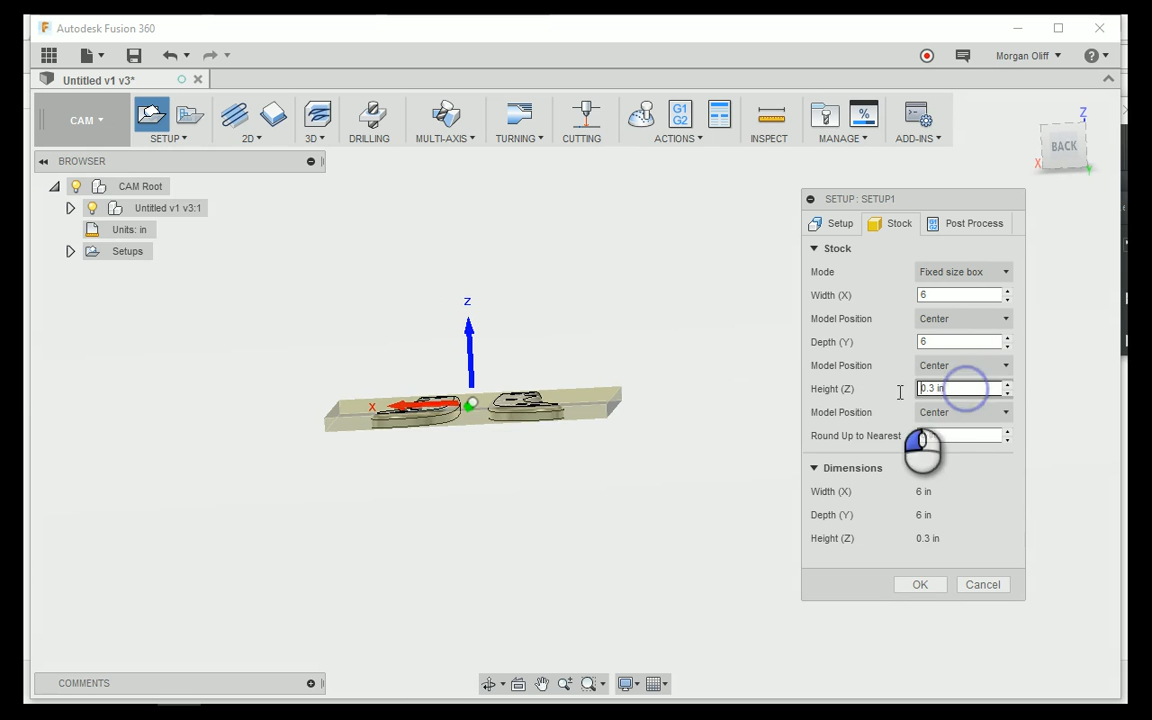 Autodesk Fusion 360
Morgan Oliff
Untitled v1 v3*
CAM
SETUP
2D
3D
DRILLING
MULTI-AXIS
TURNING
CUTTING
G1
G2
ACTIONS
INSPECT
MANAGE
ADD-INS
BROWSER
CAM Root
Untitled v1 v3:1
Units: in
Setups
Z
BACK
X
Z
X
SETUP : SETUP1
Setup
Stock
Post Process
Stock
Mode
Fixed size box
Width (X)
6
Model Position
Center
Depth (Y)
6
Model Position
Center
Height (Z)
0.3 in
Model Position
Center
Round Up to Nearest
Dimensions
Width (X)
6 in
Depth (Y)
6 in
Height (Z)
0.3 in
OK
Cancel
COMMENTS